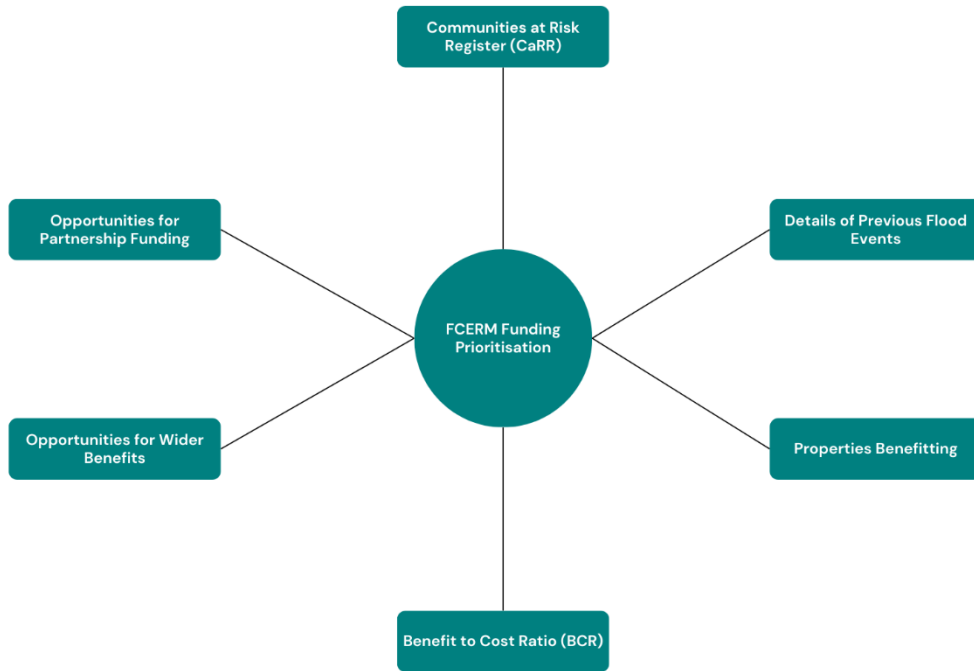 Communities at Risk
Register (CaRR)
Opportunities for
Partnership Funding
Details of Previous Flood
Events
FCERM Funding
Prioritisation
Opportunities for Wider
Benefits
Properties Benefitting
Benefit to Cost Ratio (BCR)